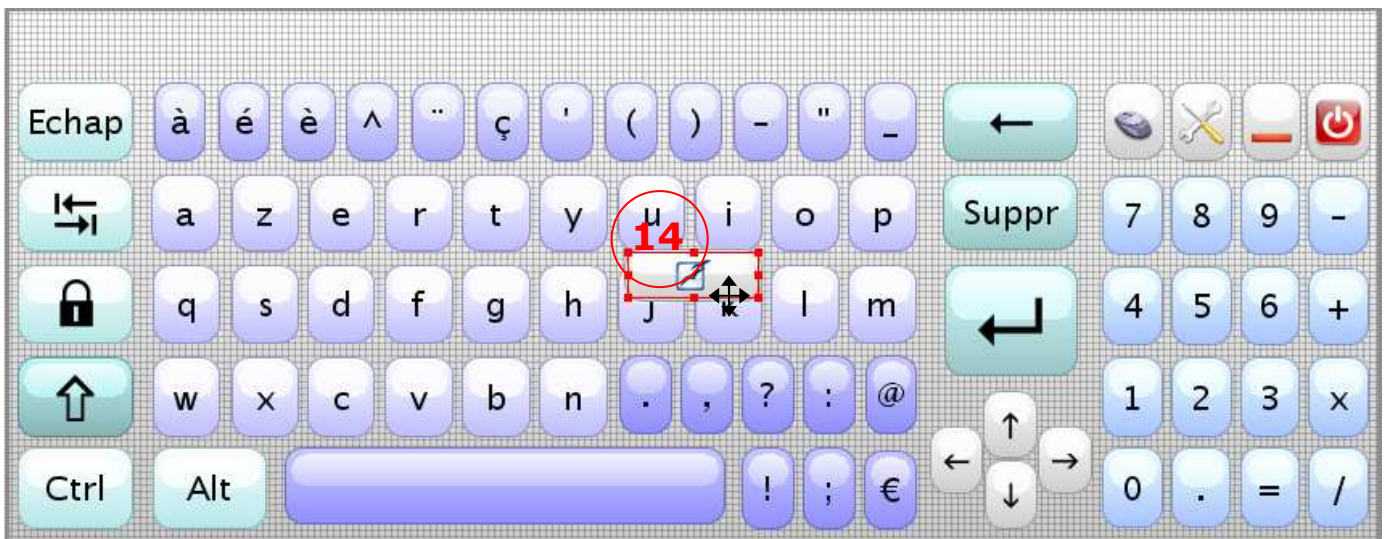 Echap à é è ^ ¨ ç ' ( ) - " _ ←
a z e r t y u i o p Suppr 7 8 9 -
14
q s d f g h j k l m 4 5 6 +
w x c v b n . , ? : @ 1 2 3 x
↑
Ctrl Alt ! ; € ← → 0 . = /
↓